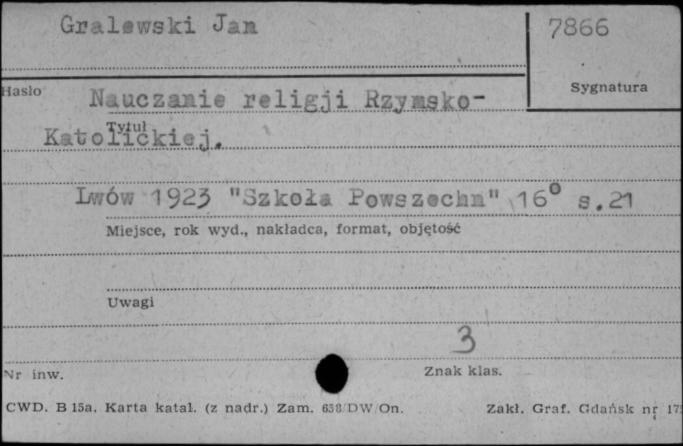 Gralewski Jan
7866
Hasło
Sygnatura
Nauczanie religji Rzymsko-
Tytuł
Katolickiej.
Lwów 1923 "Szkoła Powszechn" 16° s.21
Miejsce, rok wyd., nakładca, format, objętość
Uwagi
3
Nr inw.
Znak klas.
CWD. B 15a. Karta katal. (z nadr.) Zam. 658/DW/On.
Zakł. Graf. Gdańsk nr